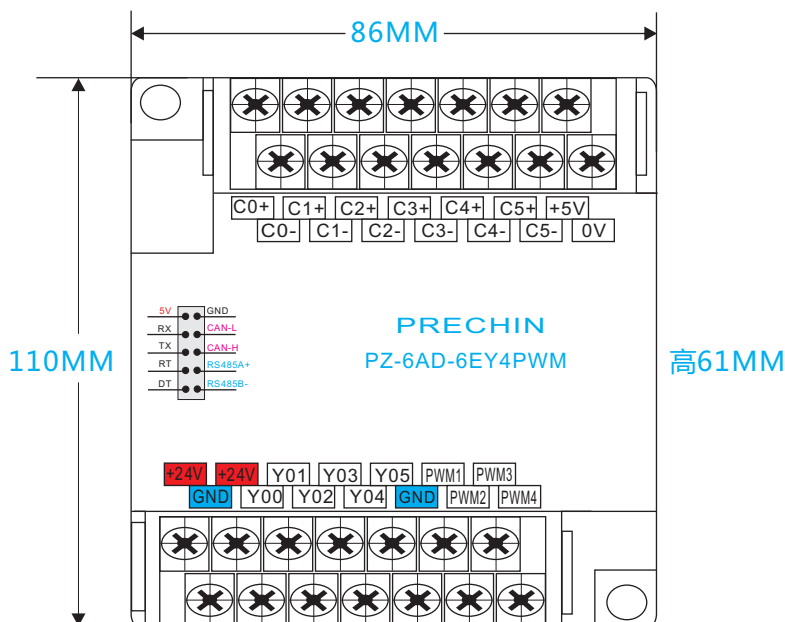 86MM
C0+ C1+ C2+ C3+ C4+ C5+ +5V
C0- C1- C2- C3- C4- C5- 0V
5V GND
RX CAN-L
TX CAN-H
RT RS485A+
DT RS485B-
PRECHIN
PZ-6AD-6EY4PWM
110MM
高61MM
+24V +24V Y01 Y03 Y05 PWM1 PWM3
GND Y00 Y02 Y04 GND PWM2 PWM4